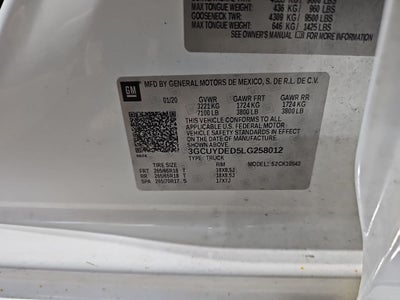 MAX TONGUE WEIGHT: 436 KG / 960 LBS
GOOSENECK TWR: 4309 KG / 9500 LBS
MAX TONGUE WEIGHT: 646 KG / 1425 LBS
SEE OWNER'S MANUAL FOR ADDITIONAL INFORMATION
GM
MFD BY GENERAL MOTORS DE MEXICO, S. DE R.L. DE C.V.
01/20 GVWR GAWR FRT GAWR RR
3221 KG 1724 KG 1724 KG
7100 LB 3800 LB 3800 LB
THIS VEHICLE CONFORMS TO ALL APPLICABLE
U.S. FEDERAL MOTOR VEHICLE SAFETY
STANDARDS IN EFFECT ON THE DATE
OF MANUFACTURE SHOWN ABOVE.
3GCUYDED5LG258012
TYPE: TRUCK MODEL:
TIRE SIZE RIM
FRT 265/65R18 T 18X8.5J
RR 265/65R18 T 18X8.5J
SPA 265/70R17 S 17X7J